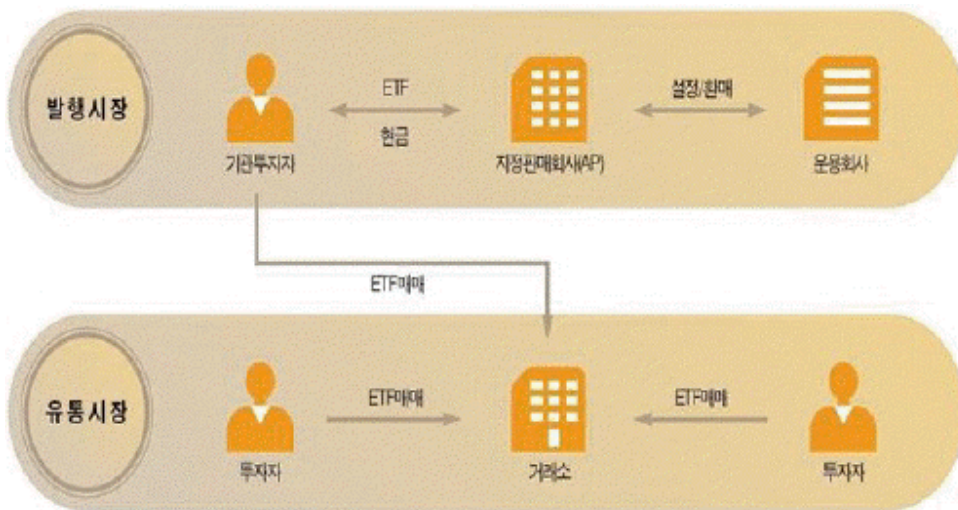 발행시장
ETF
현금
설정/환매
기관투자자
지정판매회사(AP)
운용회사
ETF매매
유통시장
ETF매매
ETF매매
투자자
거래소
투자자